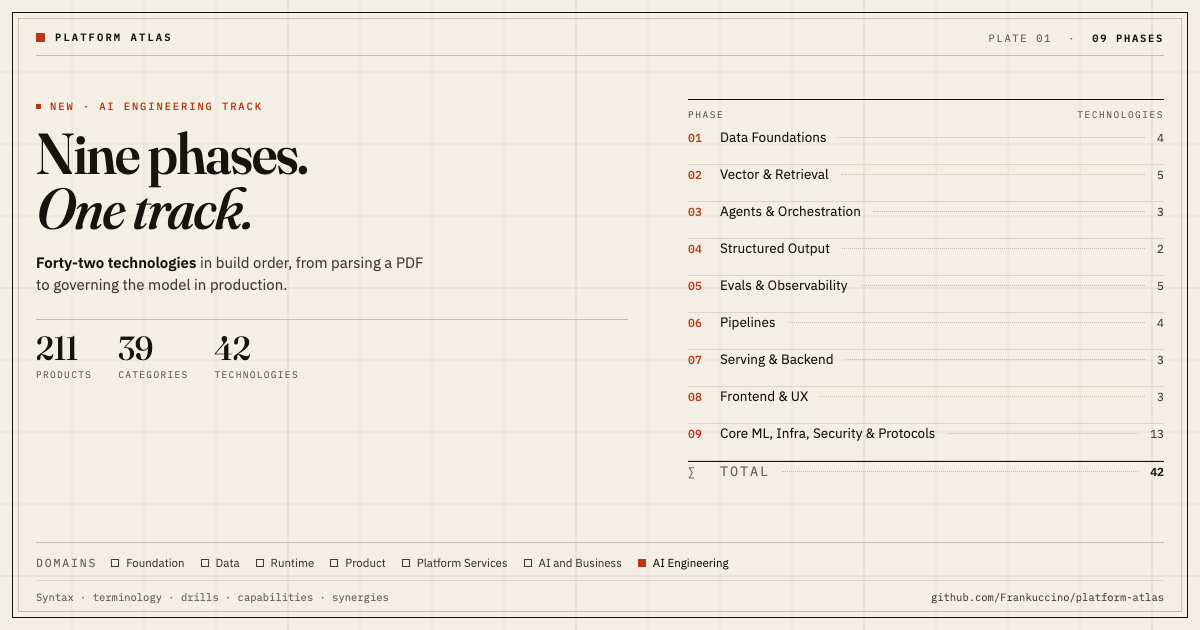 PLATFORM ATLAS
PLATE 01 · 09 PHASES
NEW · AI ENGINEERING TRACK
Nine phases.
One track.
Forty-two technologies in build order, from parsing a PDF
to governing the model in production.
211 39 42
PRODUCTS CATEGORIES TECHNOLOGIES
PHASE TECHNOLOGIES
01 Data Foundations 4
02 Vector & Retrieval 5
03 Agents & Orchestration 3
04 Structured Output 2
05 Evals & Observability 5
06 Pipelines 4
07 Serving & Backend 3
08 Frontend & UX 3
09 Core ML, Infra, Security & Protocols 13
∑ TOTAL 42
DOMAINS Foundation Data Runtime Product Platform Services AI and Business AI Engineering
Syntax · terminology · drills · capabilities · synergies
github.com/Frankuccino/platform-atlas